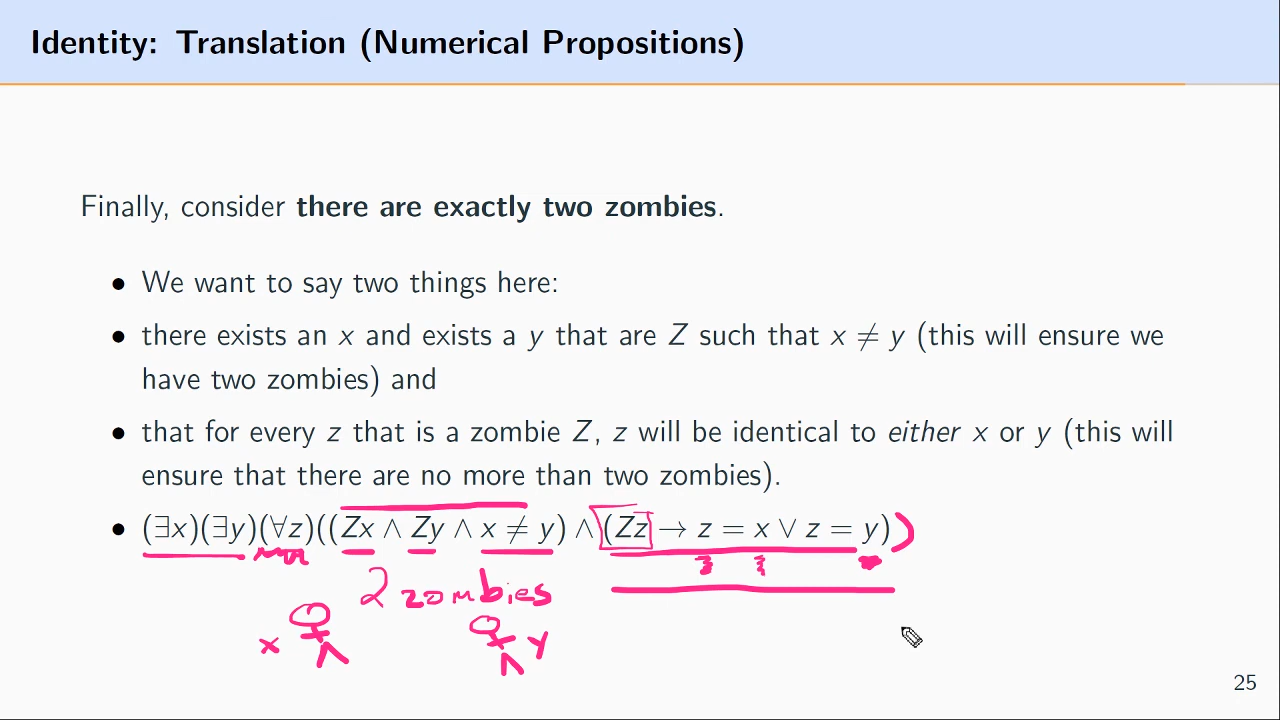 Identity: Translation (Numerical Propositions)
Finally, consider there are exactly two zombies.
• We want to say two things here:
• there exists an x and exists a y that are Z such that x ≠ y (this will ensure we
have two zombies) and
• that for every z that is a zombie Z, z will be identical to either x or y (this will
ensure that there are no more than two zombies).
• (∃x)(∃y)(∀z)((Zx ∧ Zy ∧ x ≠ y) ∧ (Zz → z = x ∨ z = y))
2 zombies
x y
25